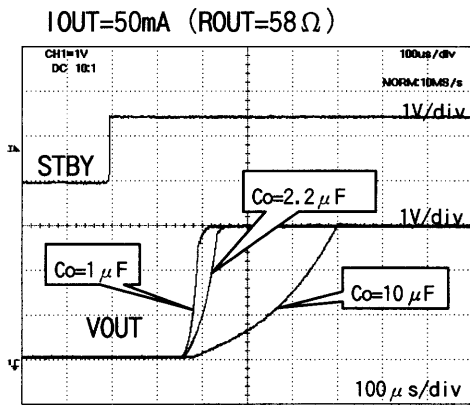 IOUT=50mA (ROUT=58Ω)
CH1=1V
DC 10:1
100us/div
NORM:10MS/s
1V/div
STBY
Co=2.2μF
1V/div
Co=1μF
Co=10μF
VOUT
100μs/div